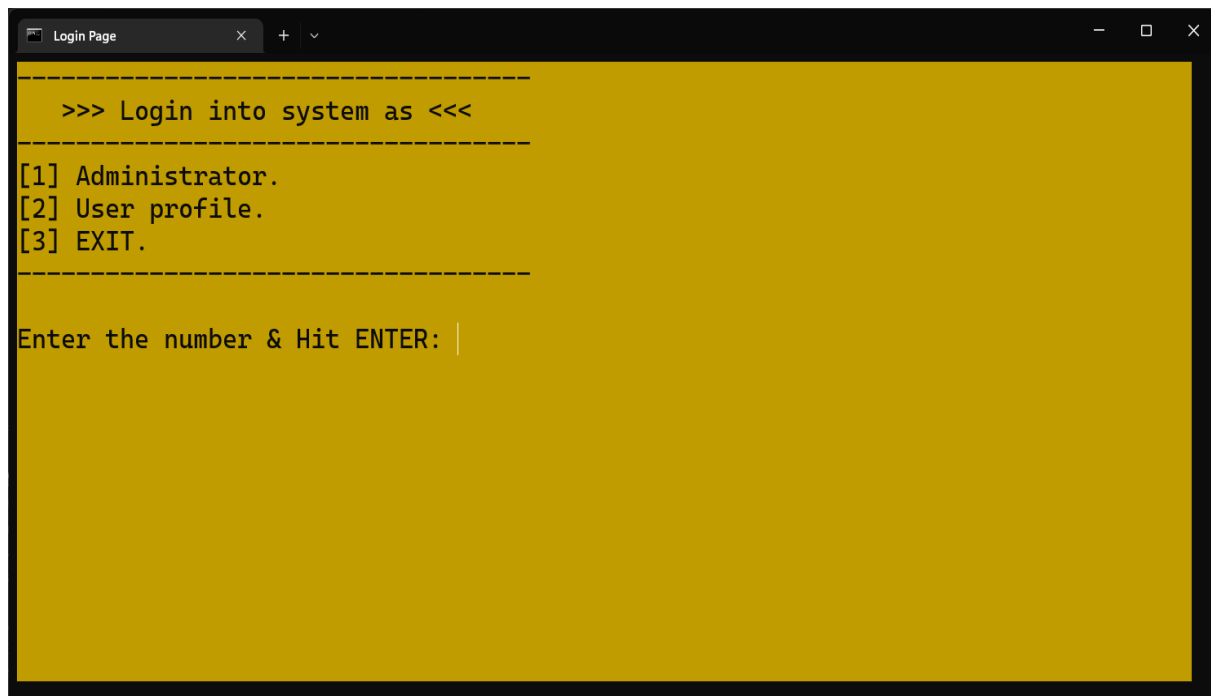 Login Page
-----------------------------------
>>> Login into system as <<<
-----------------------------------
[1] Administrator.
[2] User profile.
[3] EXIT.
-----------------------------------
Enter the number & Hit ENTER: